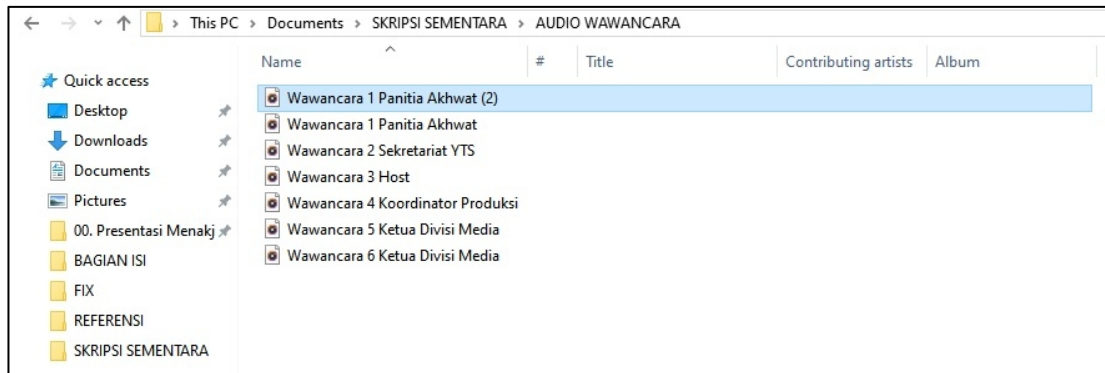 This PC > Documents > SKRIPSI SEMENTARA > AUDIO WAWANCARA
Quick access
Desktop
Downloads
Documents
Pictures
00. Presentasi Menakj
BAGIAN ISI
FIX
REFERENSI
SKRIPSI SEMENTARA
Name # Title Contributing artists Album
Wawancara 1 Panitia Akhwat (2)
Wawancara 1 Panitia Akhwat
Wawancara 2 Sekretariat YTS
Wawancara 3 Host
Wawancara 4 Koordinator Produksi
Wawancara 5 Ketua Divisi Media
Wawancara 6 Ketua Divisi Media